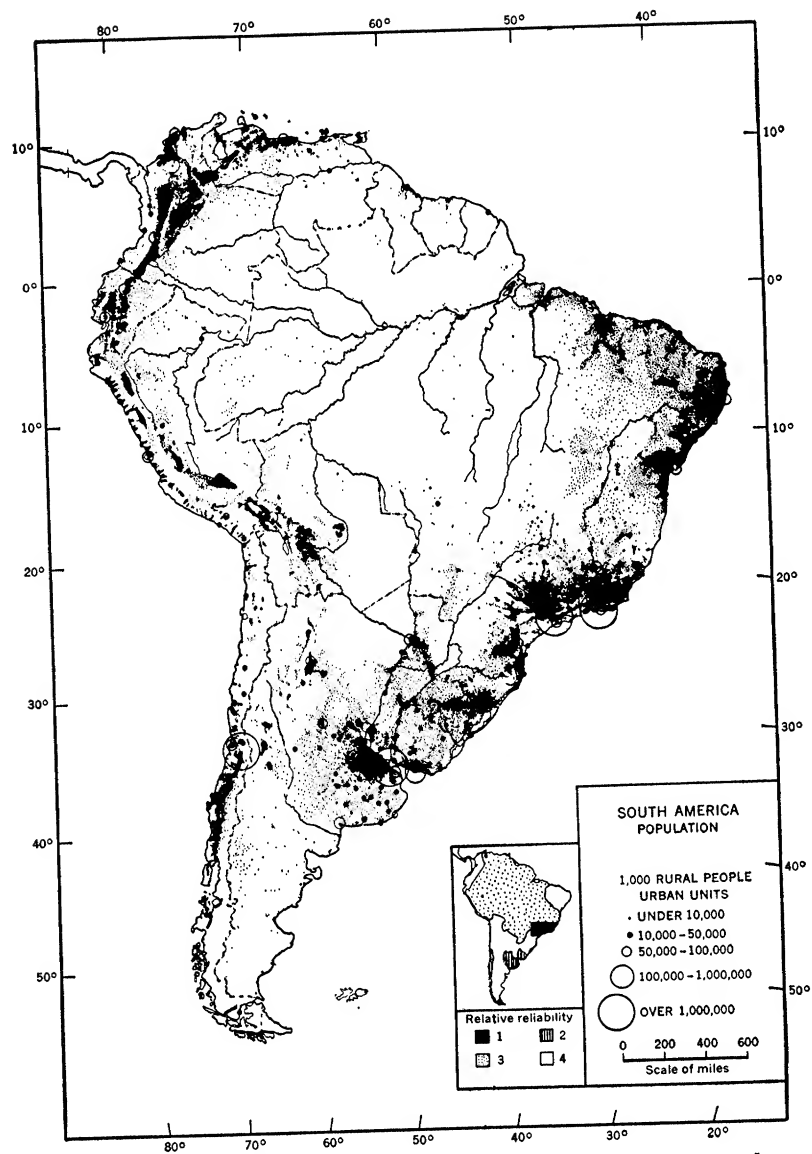 80°
70°
60°
50°
40°
10°
0°
10°
20°
30°
40°
50°
10°
0°
10°
20°
30°
40°
50°
SOUTH AMERICA
POPULATION
1,000 RURAL PEOPLE
URBAN UNITS
UNDER 10,000
10,000–50,000
50,000–100,000
100,000–1,000,000
OVER 1,000,000
0 200 400 600
Scale of miles
Relative reliability
1 2
3 4
80° 70° 60° 50° 40° 30° 20°